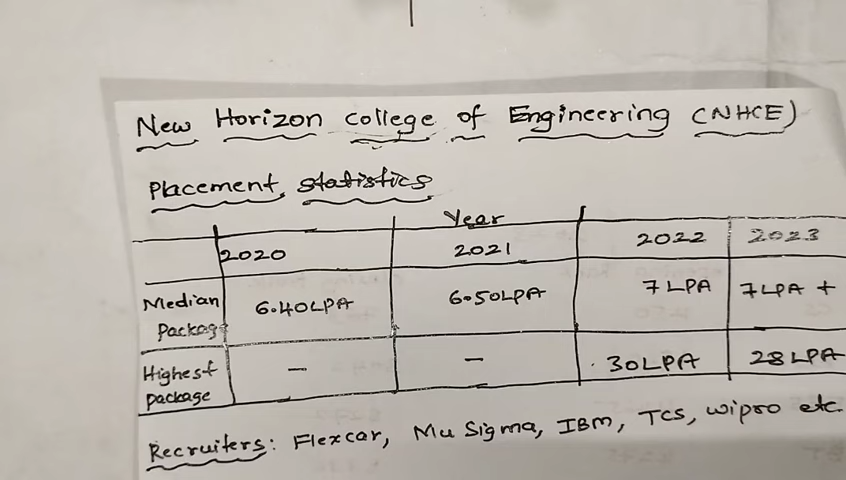 New Horizon college of Engineering (NHCE)
Placement statistics
Year
2020 2021 2022 2023
Median Package 6.40LPA 6.50LPA 7LPA 7LPA +
Highest package - - 30LPA 28LPA
Recruiters: Flexcar, Mu Sigma, IBM, TCS, wipro etc.